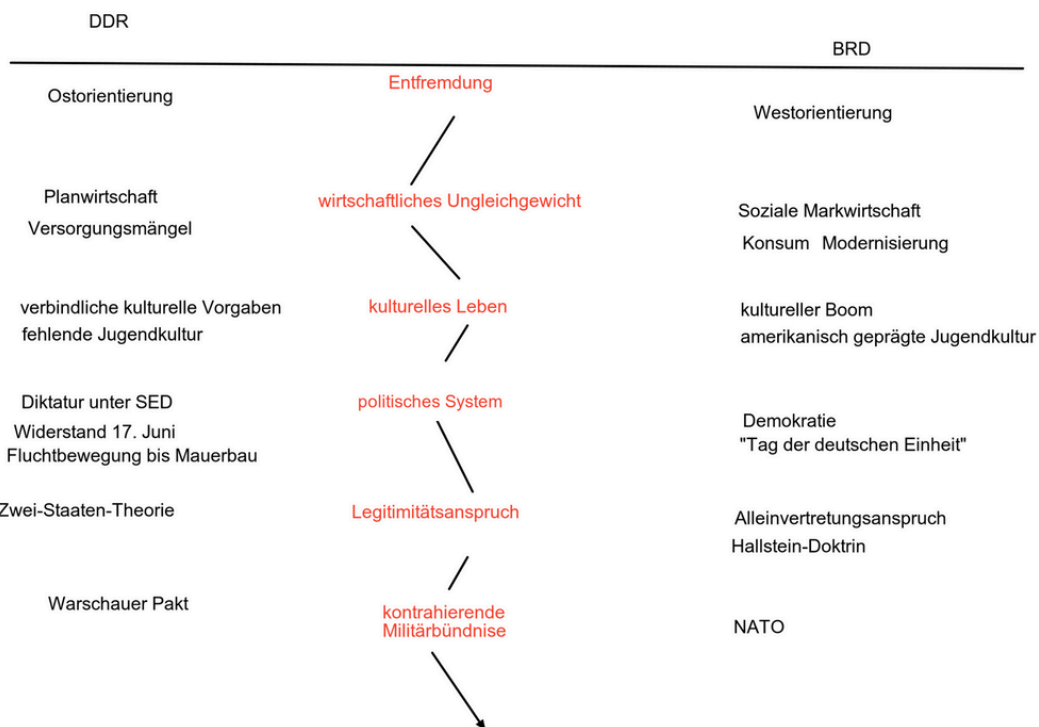 DDR
BRD
Entfremdung
Ostorientierung
Westorientierung
Planwirtschaft
wirtschaftliches Ungleichgewicht
Soziale Markwirtschaft
Versorgungsmängel
Konsum Modernisierung
verbindliche kulturelle Vorgaben
kulturelles Leben
kultureller Boom
fehlende Jugendkultur
amerikanisch geprägte Jugendkultur
Diktatur unter SED
politisches System
Demokratie
Widerstand 17. Juni
"Tag der deutschen Einheit"
Fluchtbewegung bis Mauerbau
Zwei-Staaten-Theorie
Legitimitätsanspruch
Alleinvertretungsanspruch
Hallstein-Doktrin
Warschauer Pakt
kontrahierende
Militärbündnise
NATO